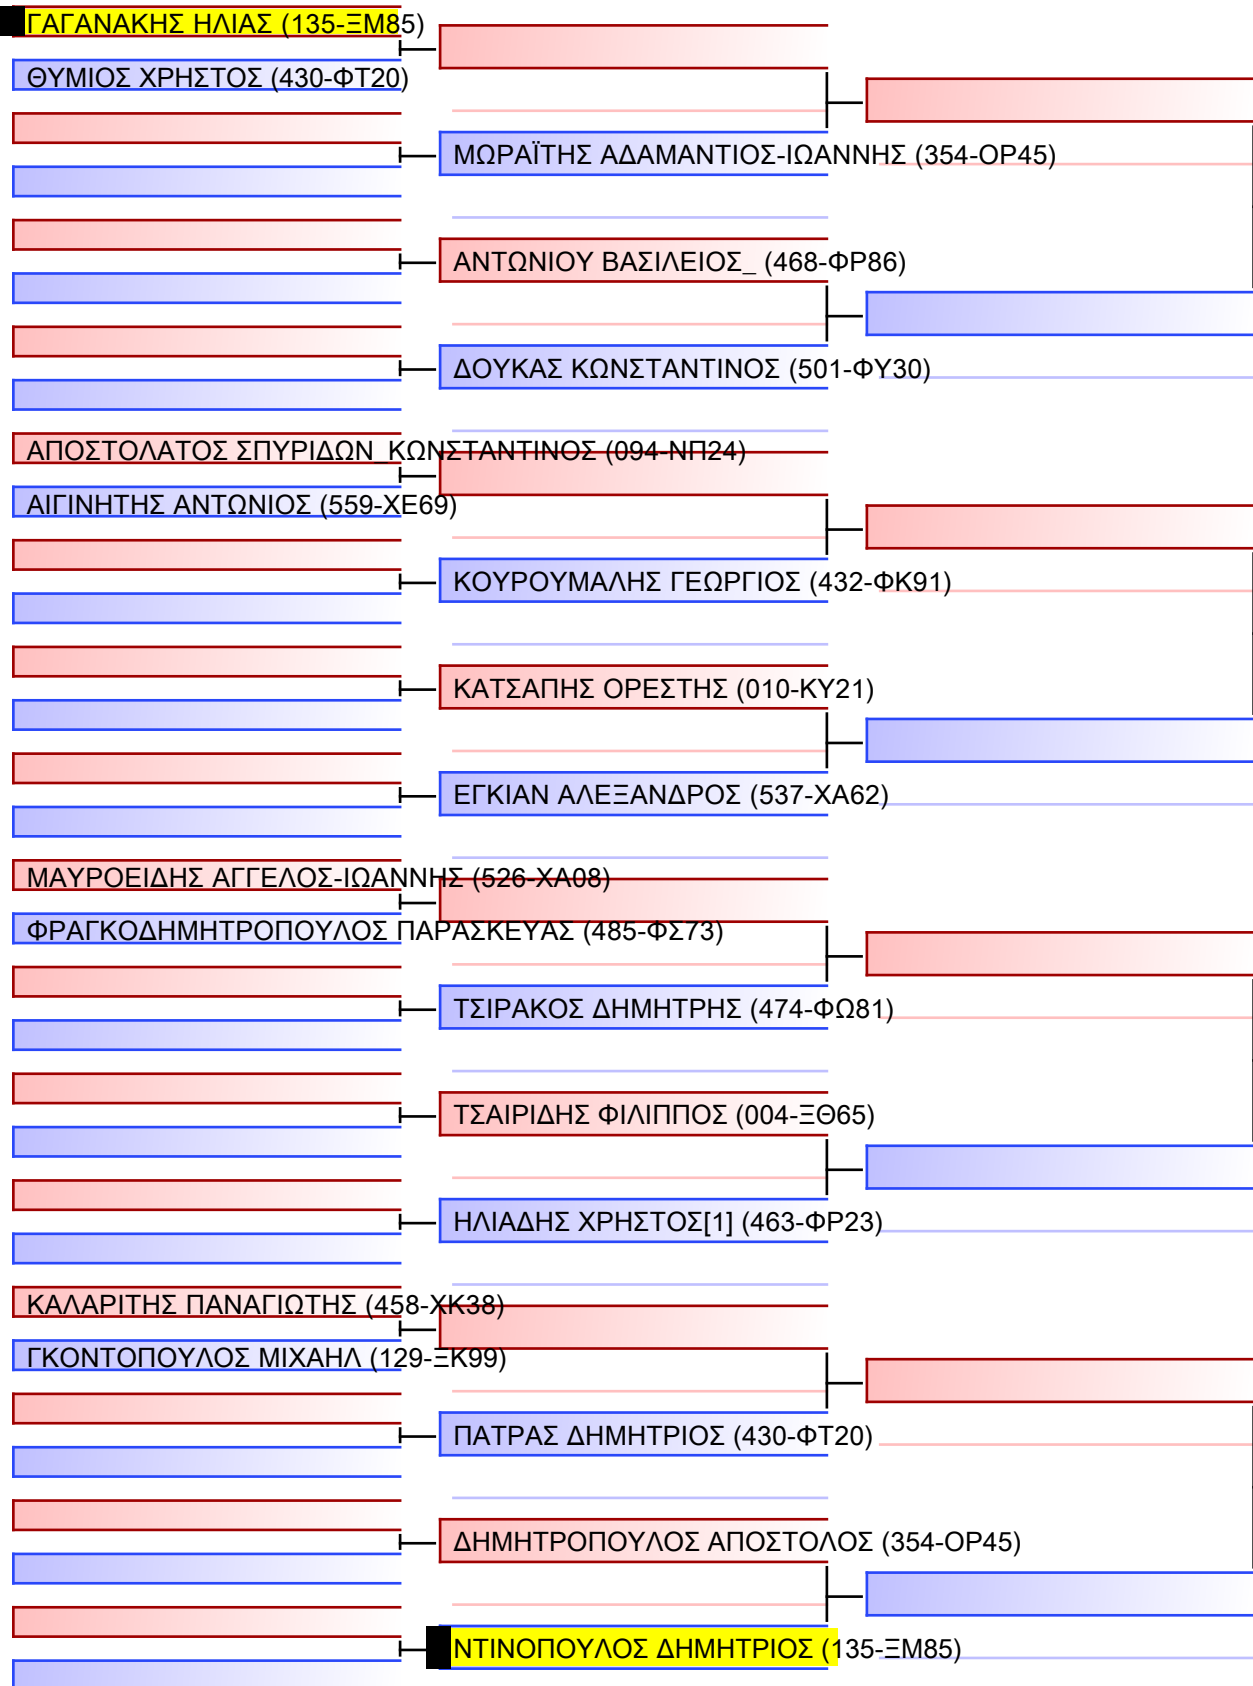 ΓΑΓΑΝΑΚΗΣ ΗΛΙΑΣ (135-ΞΜ85)
ΘΥΜΙΟΣ ΧΡΗΣΤΟΣ (430-ΦΤ20)
ΜΩΡΑΪΤΗΣ ΑΔΑΜΑΝΤΙΟΣ-ΙΩΑΝΝΗΣ (354-ΟΡ45)
ΑΝΤΩΝΙΟΥ ΒΑΣΙΛΕΙΟΣ_ (468-ΦΡ86)
ΔΟΥΚΑΣ ΚΩΝΣΤΑΝΤΙΝΟΣ (501-ΦΥ30)
ΑΠΟΣΤΟΛΑΤΟΣ ΣΠΥΡΙΔΩΝ_ΚΩΝΣΤΑΝΤΙΝΟΣ (094-ΝΠ24)
ΑΙΓΙΝΗΤΗΣ ΑΝΤΩΝΙΟΣ (559-ΧΕ69)
ΚΟΥΡΟΥΜΑΛΗΣ ΓΕΩΡΓΙΟΣ (432-ΦΚ91)
ΚΑΤΣΑΠΗΣ ΟΡΕΣΤΗΣ (010-ΚΥ21)
ΕΓΚΙΑΝ ΑΛΕΞΑΝΔΡΟΣ (537-ΧΑ62)
ΜΑΥΡΟΕΙΔΗΣ ΑΓΓΕΛΟΣ-ΙΩΑΝΝΗΣ (526-ΧΑ08)
ΦΡΑΓΚΟΔΗΜΗΤΡΟΠΟΥΛΟΣ ΠΑΡΑΣΚΕΥΑΣ (485-ΦΣ73)
ΤΣΙΡΑΚΟΣ ΔΗΜΗΤΡΗΣ (474-ΦΩ81)
ΤΣΑΙΡΙΔΗΣ ΦΙΛΙΠΠΟΣ (004-ΞΘ65)
ΗΛΙΑΔΗΣ ΧΡΗΣΤΟΣ[1] (463-ΦΡ23)
ΚΑΛΑΡΙΤΗΣ ΠΑΝΑΓΙΩΤΗΣ (458-ΧΚ38)
ΓΚΟΝΤΟΠΟΥΛΟΣ ΜΙΧΑΗΛ (129-ΞΚ99)
ΠΑΤΡΑΣ ΔΗΜΗΤΡΙΟΣ (430-ΦΤ20)
ΔΗΜΗΤΡΟΠΟΥΛΟΣ ΑΠΟΣΤΟΛΟΣ (354-ΟΡ45)
ΝΤΙΝΟΠΟΥΛΟΣ ΔΗΜΗΤΡΙΟΣ (135-ΞΜ85)